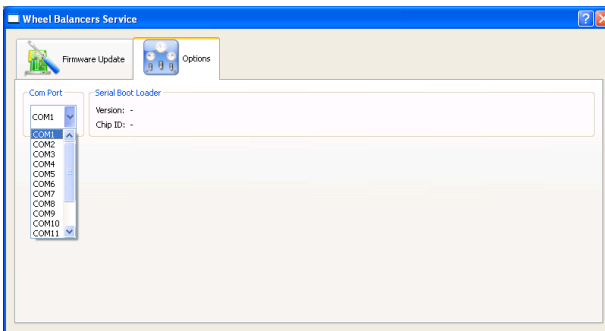 Wheel Balancers Service
Firmware Update
Options
Com Port
COM1
COM1
COM2
COM3
COM4
COM5
COM6
COM7
COM8
COM9
COM10
COM11
Serial Boot Loader
Version: -
Chip ID: -